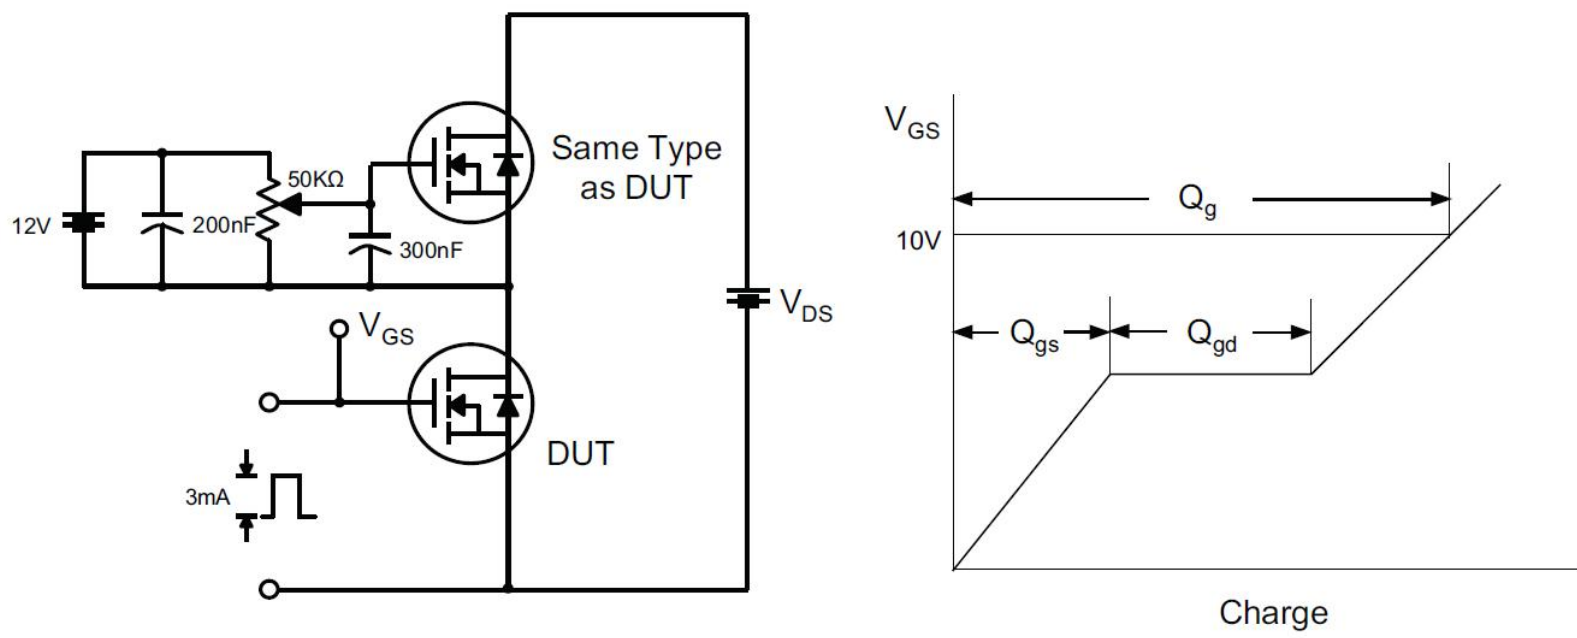 Same Type
as DUT
50KΩ
12V
200nF
300nF
VGS
VDS
DUT
3mA
VGS
Qg
10V
Qgs
Qgd
Charge